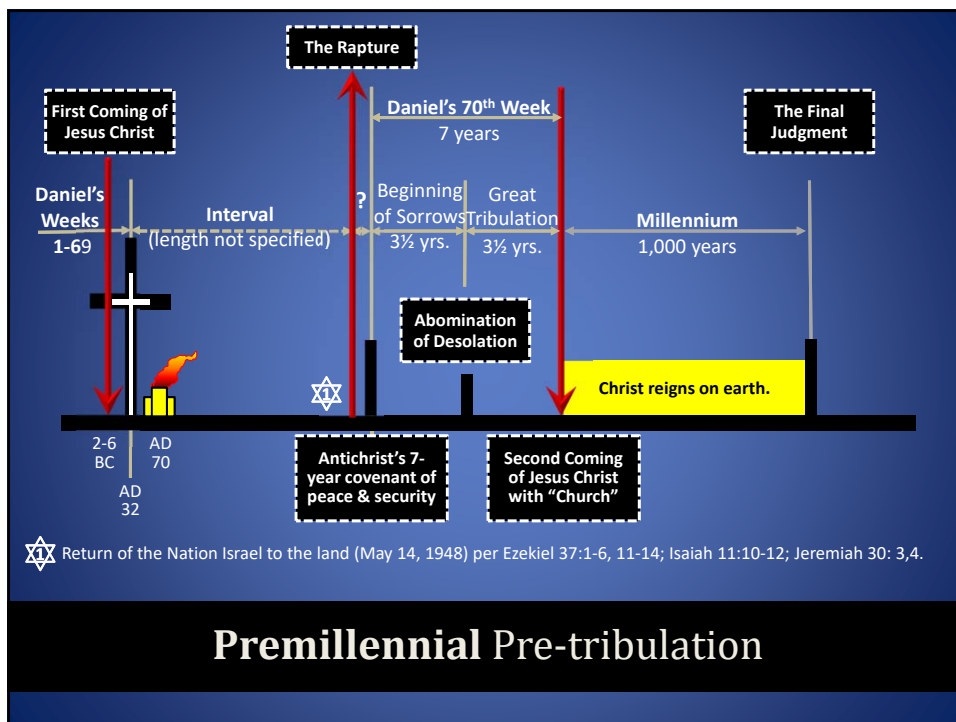 The Rapture
First Coming of
Jesus Christ
Daniel's 70th Week
7 years
The Final
Judgment
Daniel's
Weeks
1-69
Interval
(length not specified)
?
Beginning
of Sorrows
3½ yrs.
Great
Tribulation
3½ yrs.
Millennium
1,000 years
Abomination
of Desolation
Christ reigns on earth.
1
2-6
BC
AD
70
AD
32
Antichrist's 7-
year covenant of
peace & security
Second Coming
of Jesus Christ
with “Church”
1 Return of the Nation Israel to the land (May 14, 1948) per Ezekiel 37:1-6, 11-14; Isaiah 11:10-12; Jeremiah 30: 3,4.
Premillennial Pre-tribulation